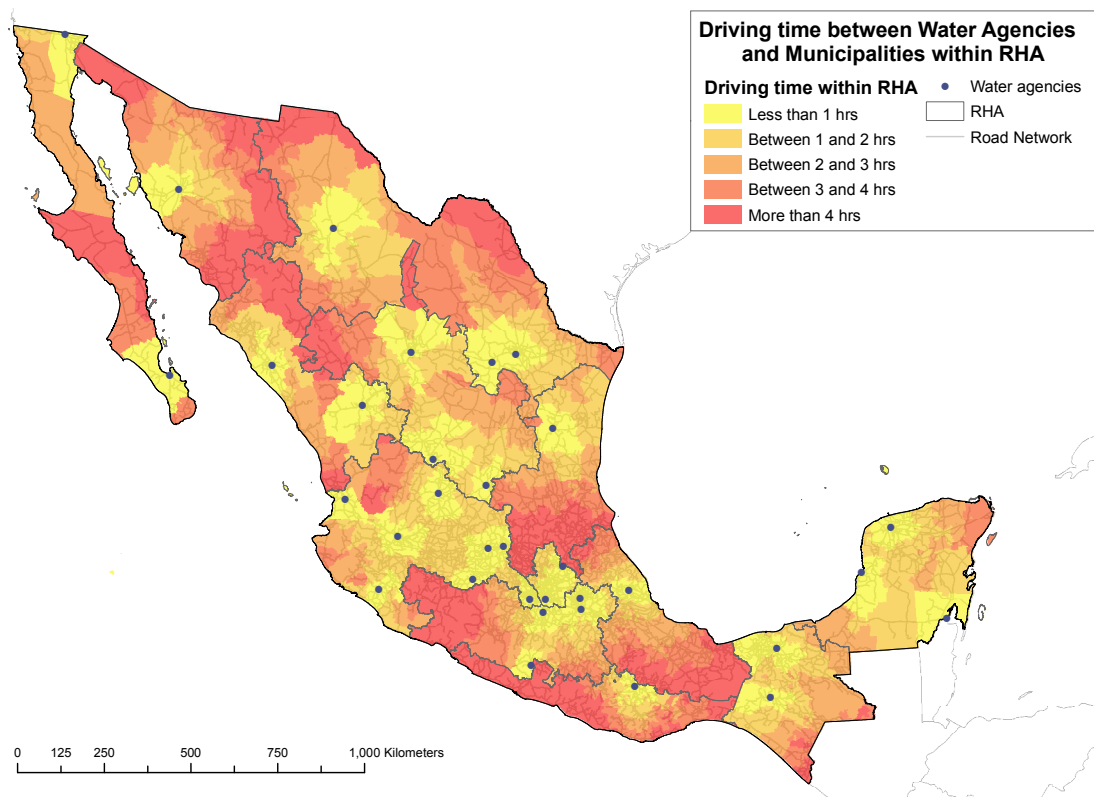 Driving time between Water Agencies
and Municipalities within RHA
Driving time within RHA
Less than 1 hrs
Between 1 and 2 hrs
Between 2 and 3 hrs
Between 3 and 4 hrs
More than 4 hrs
Water agencies
RHA
Road Network
0 125 250 500 750 1,000 Kilometers